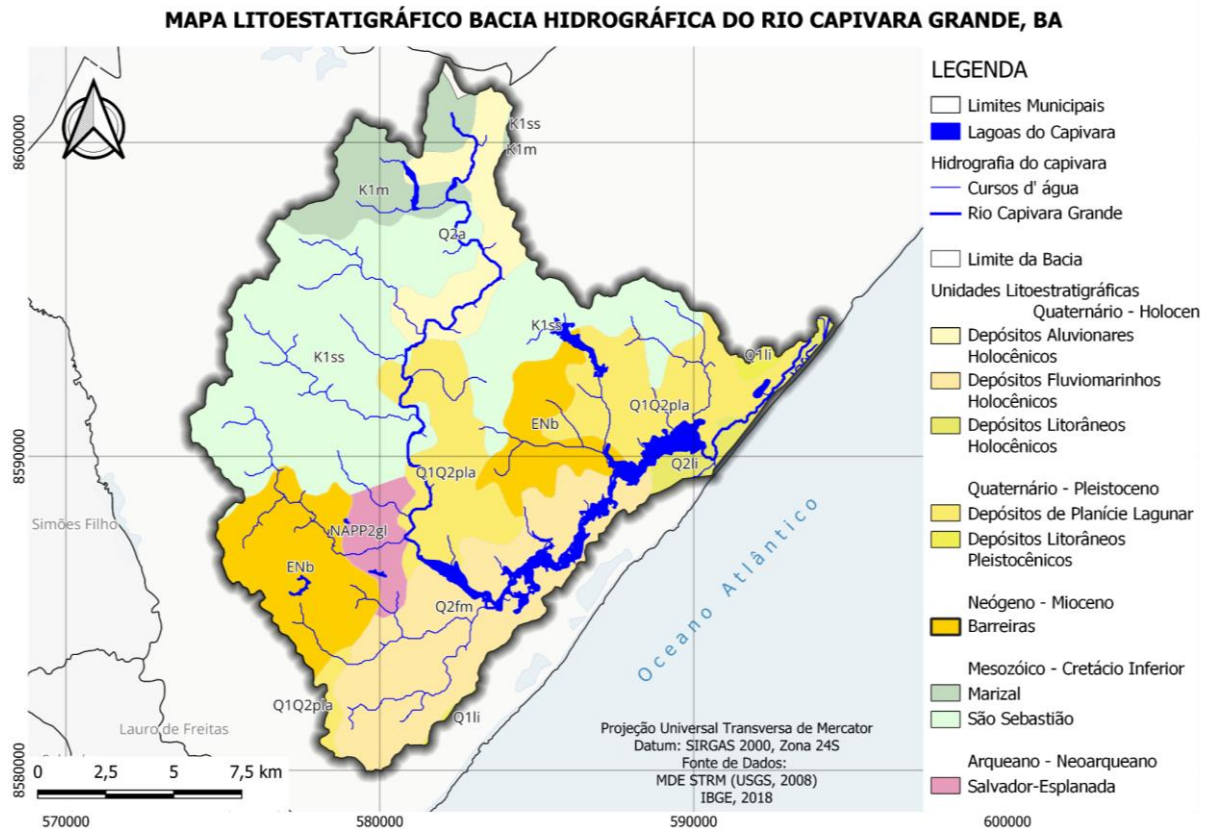 MAPA LITOESTATIGRÁFICO BACIA HIDROGRÁFICA DO RIO CAPIVARA GRANDE, BA
8600000
8590000
8580000
K1ss
K1m
K1m
Q2a
K1ss
K1ss
Q1li
Q1Q2pla
ENb
Q1Q2pla
Q2li
Simões Filho
NAPP2gl
ENb
Q2fm
Q1Q2pla
Q1li
Lauro de Freitas
Oceano Atlântico
0 2,5 5 7,5 km
Projeção Universal Transversa de Mercator
Datum: SIRGAS 2000, Zona 24S
Fonte de Dados:
MDE STRM (USGS, 2008)
IBGE, 2018
570000 580000 590000 600000
LEGENDA
Limites Municipais
Lagoas do Capivara
Hidrografia do capivara
Cursos d' água
Rio Capivara Grande
Limite da Bacia
Unidades Litoestratigráficas
Quaternário - Holocen
Depósitos Aluvionares
Holocênicos
Depósitos Fluviomarinhos
Holocênicos
Depósitos Litorâneos
Holocênicos
Quaternário - Pleistoceno
Depósitos de Planície Lagunar
Depósitos Litorâneos
Pleistocênicos
Neógeno - Mioceno
Barreiras
Mesozóico - Cretácio Inferior
Marizal
São Sebastião
Arqueano - Neoarqueano
Salvador-Esplanada